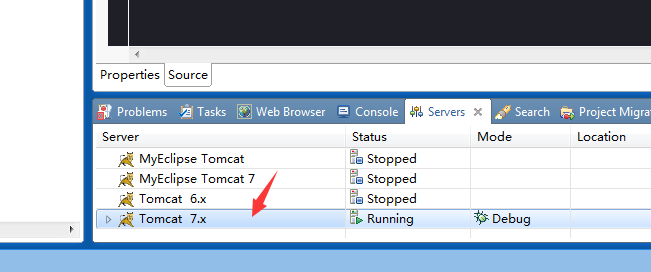 Properties Source
Problems Tasks Web Browser Console Servers Search Project Migra
Server Status Mode Location
MyEclipse Tomcat Stopped
MyEclipse Tomcat 7 Stopped
Tomcat 6.x Stopped
Tomcat 7.x Running Debug